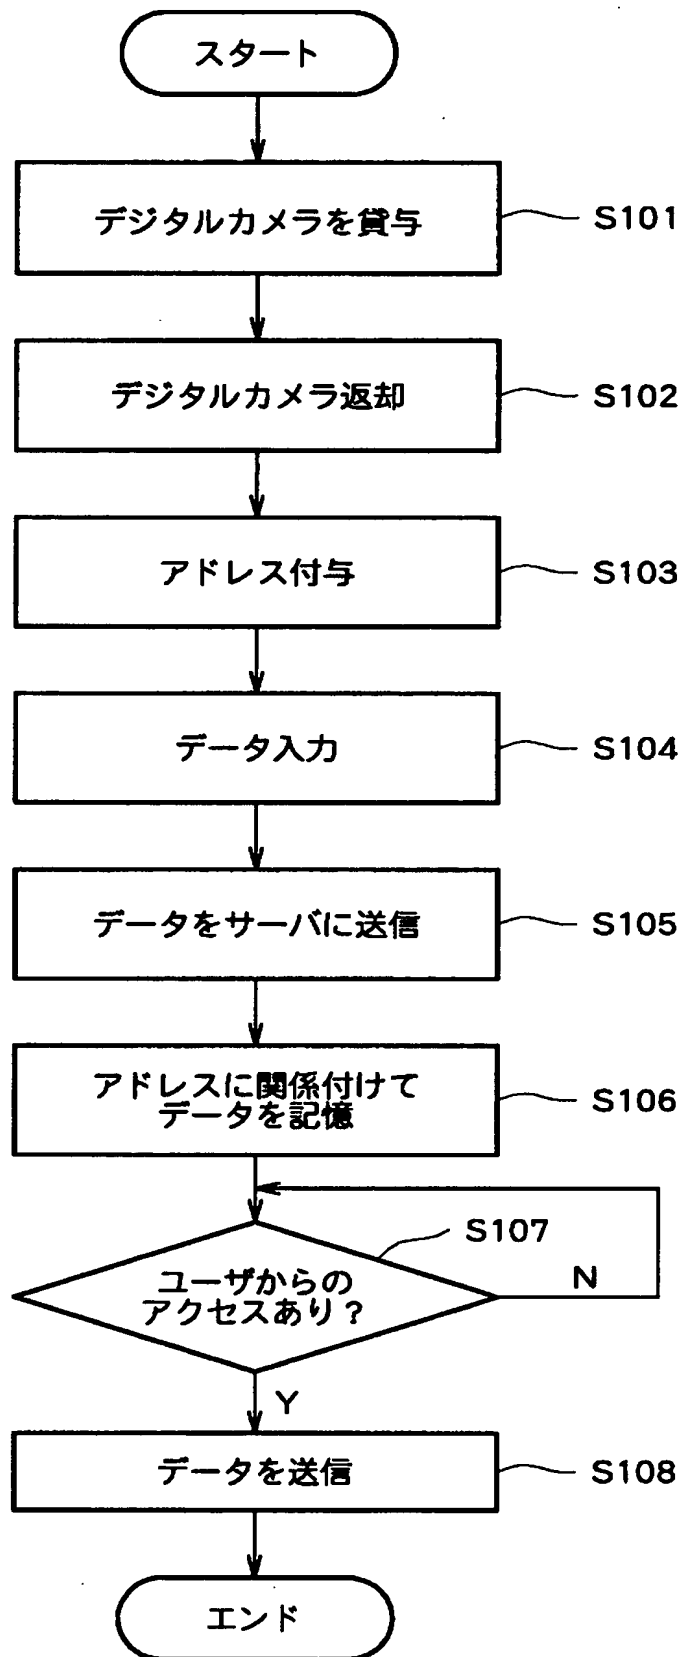 スタート
デジタルカメラを貸与
S101
デジタルカメラ返却
S102
アドレス付与
S103
データ入力
S104
データをサーバに送信
S105
アドレスに関係付けて
データを記憶
S106
S107
ユーザからの
アクセスあり？
N
Y
データを送信
S108
エンド